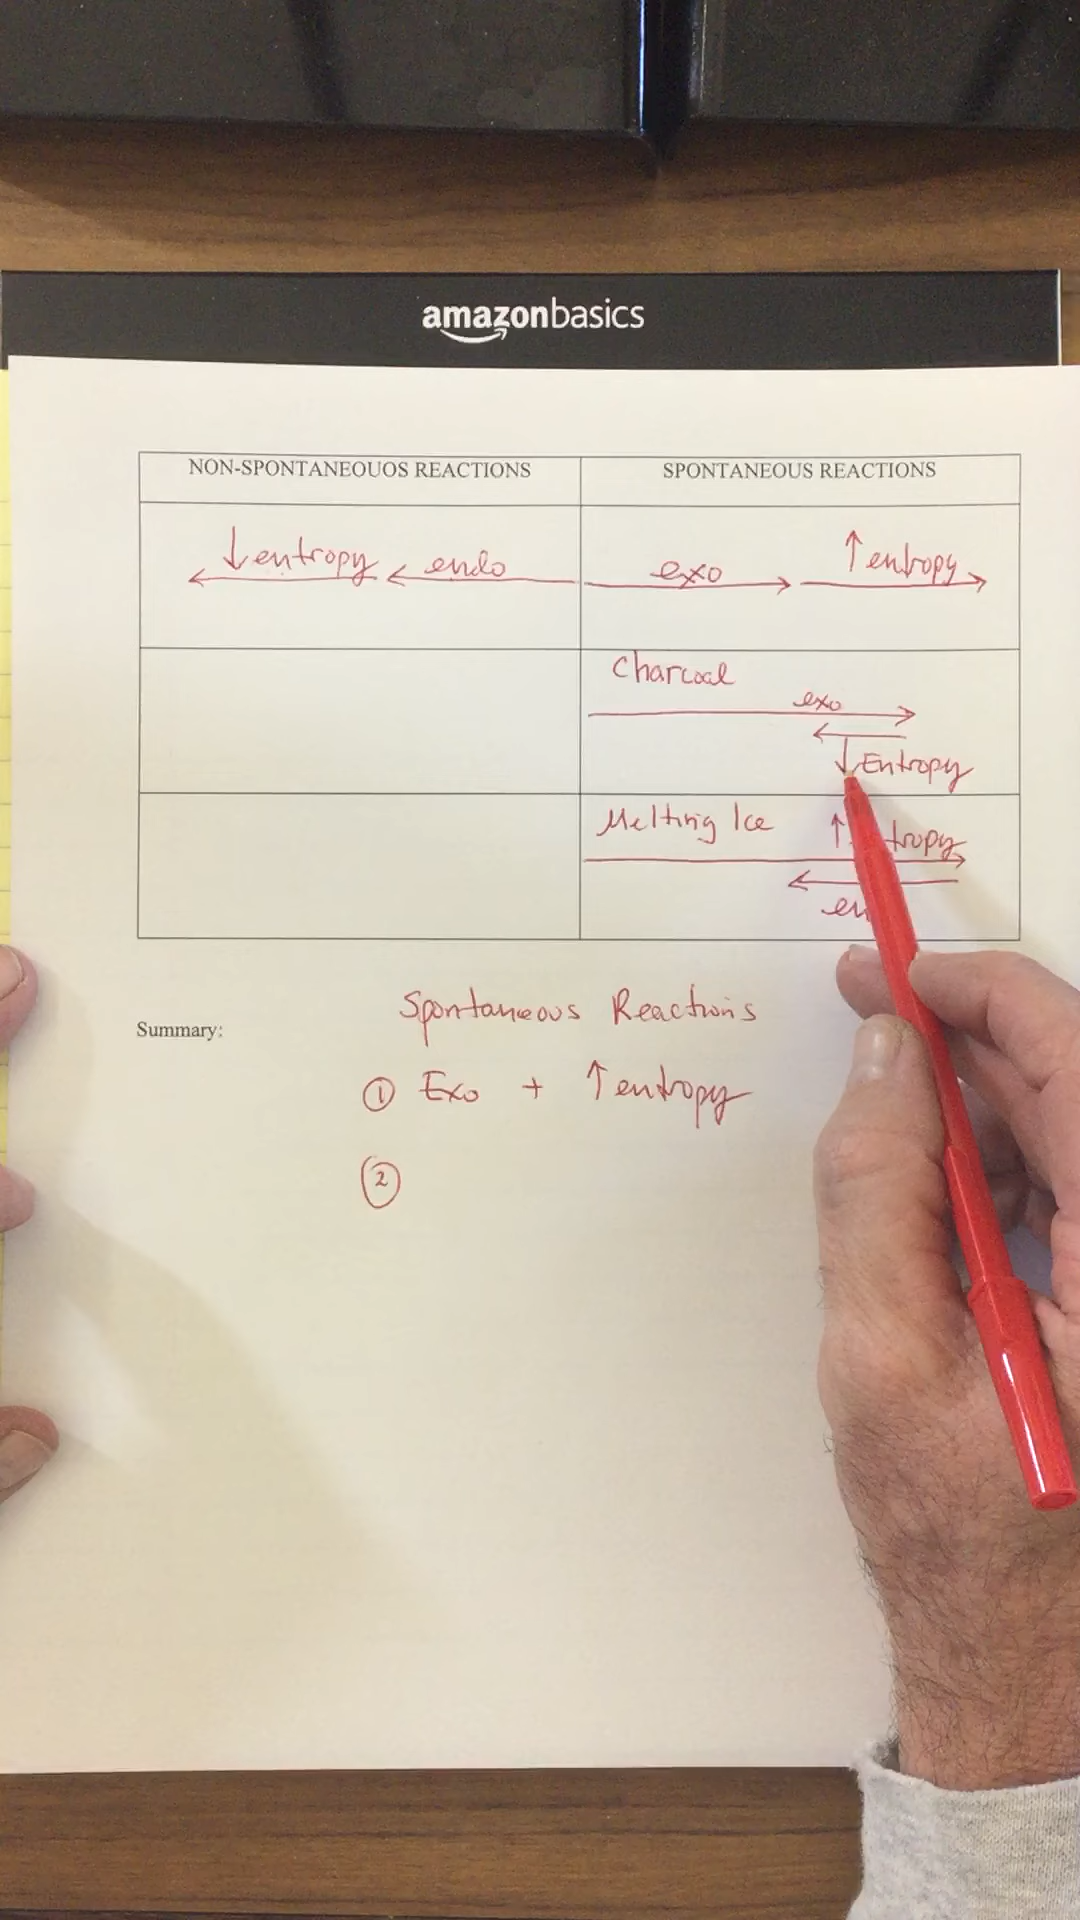 amazonbasics
NON-SPONTANEOUOS REACTIONS
SPONTANEOUS REACTIONS
↓entropy endo
exo ↑entropy
Charcoal
exo
↓Entropy
Melting Ice ↑
Summary:
Spontaneous Reactions
① Exo + ↑entropy
②